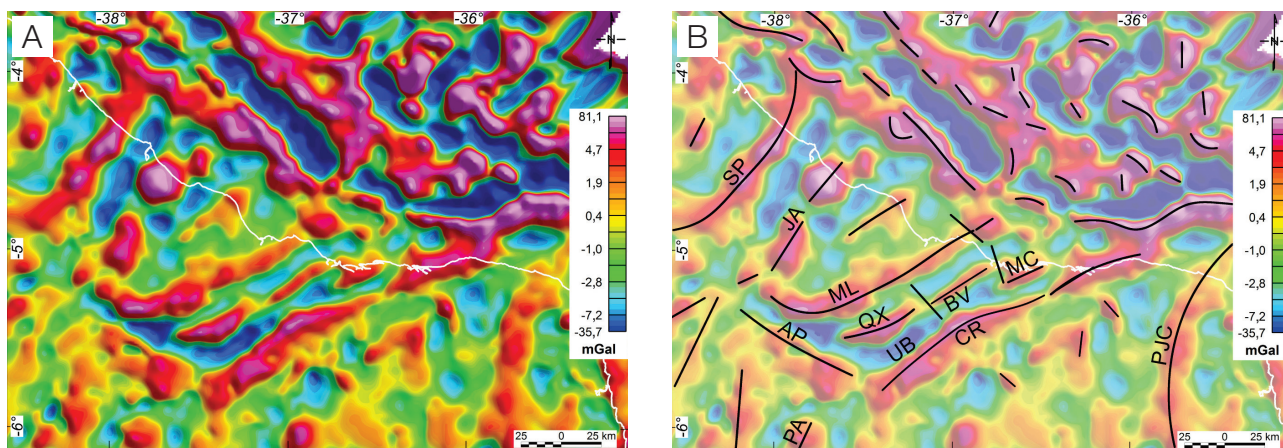 A
-38°
-37°
-36°
-N-
-4°
-5°
-6°
81,1
4,7
1,9
0,4
-1,0
-2,8
-7,2
-35,7
mGal
25 0 25 km
B
-38°
-37°
-36°
-N-
-4°
-5°
-6°
SP
JA
ML
MC
BV
QX
AP
UB
CR
PJC
PA
81,1
4,7
1,9
0,4
-1,0
-2,8
-7,2
-35,7
mGal
25 0 25 km